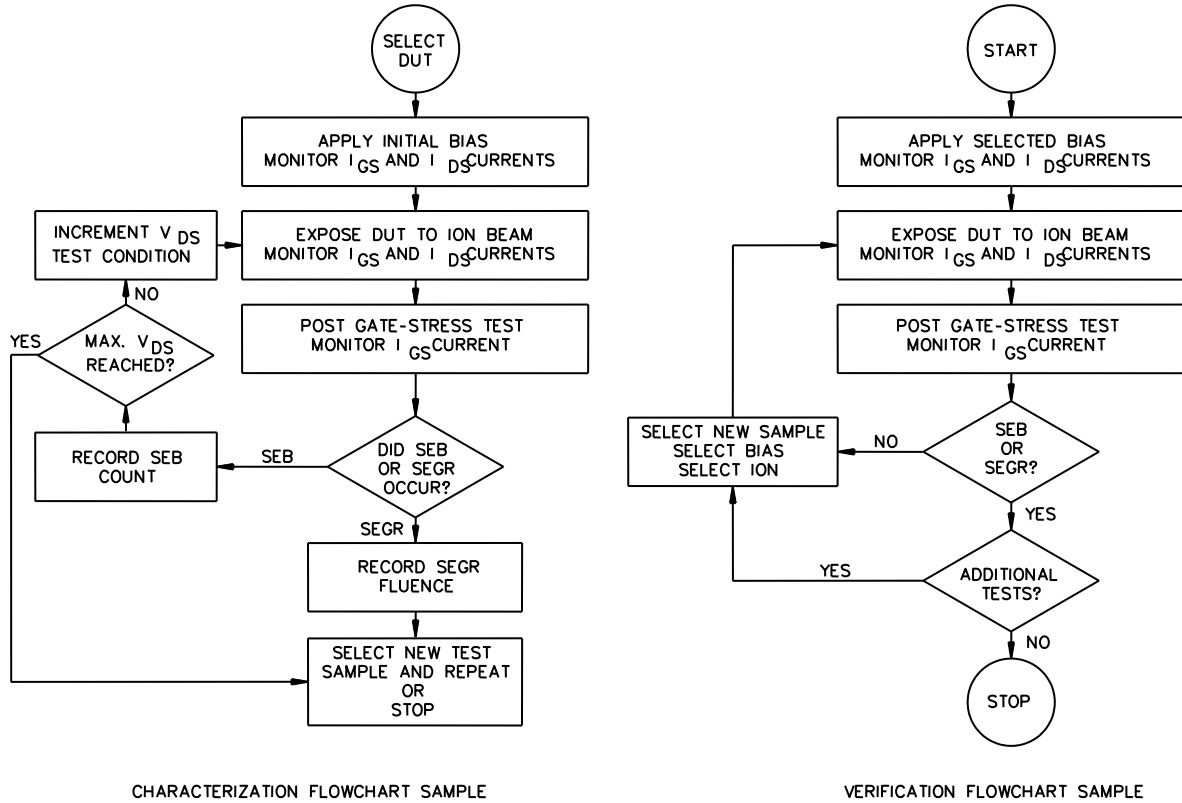 SELECT
DUT
APPLY INITIAL BIAS
MONITOR I GS AND I DS CURRENTS
INCREMENT V DS
TEST CONDITION
EXPOSE DUT TO ION BEAM
MONITOR I GS AND I DS CURRENTS
NO
POST GATE-STRESS TEST
MONITOR I GS CURRENT
YES
MAX. V DS
REACHED?
RECORD SEB
COUNT
SEB
DID SEB
OR SEGR
OCCUR?
SEGR
RECORD SEGR
FLUENCE
SELECT NEW TEST
SAMPLE AND REPEAT
OR
STOP
CHARACTERIZATION FLOWCHART SAMPLE
START
APPLY SELECTED BIAS
MONITOR I GS AND I DS CURRENTS
EXPOSE DUT TO ION BEAM
MONITOR I GS AND I DS CURRENTS
POST GATE-STRESS TEST
MONITOR I GS CURRENT
SELECT NEW SAMPLE
SELECT BIAS
SELECT ION
NO
SEB
OR
SEGR?
YES
YES
ADDITIONAL
TESTS?
NO
STOP
VERIFICATION FLOWCHART SAMPLE